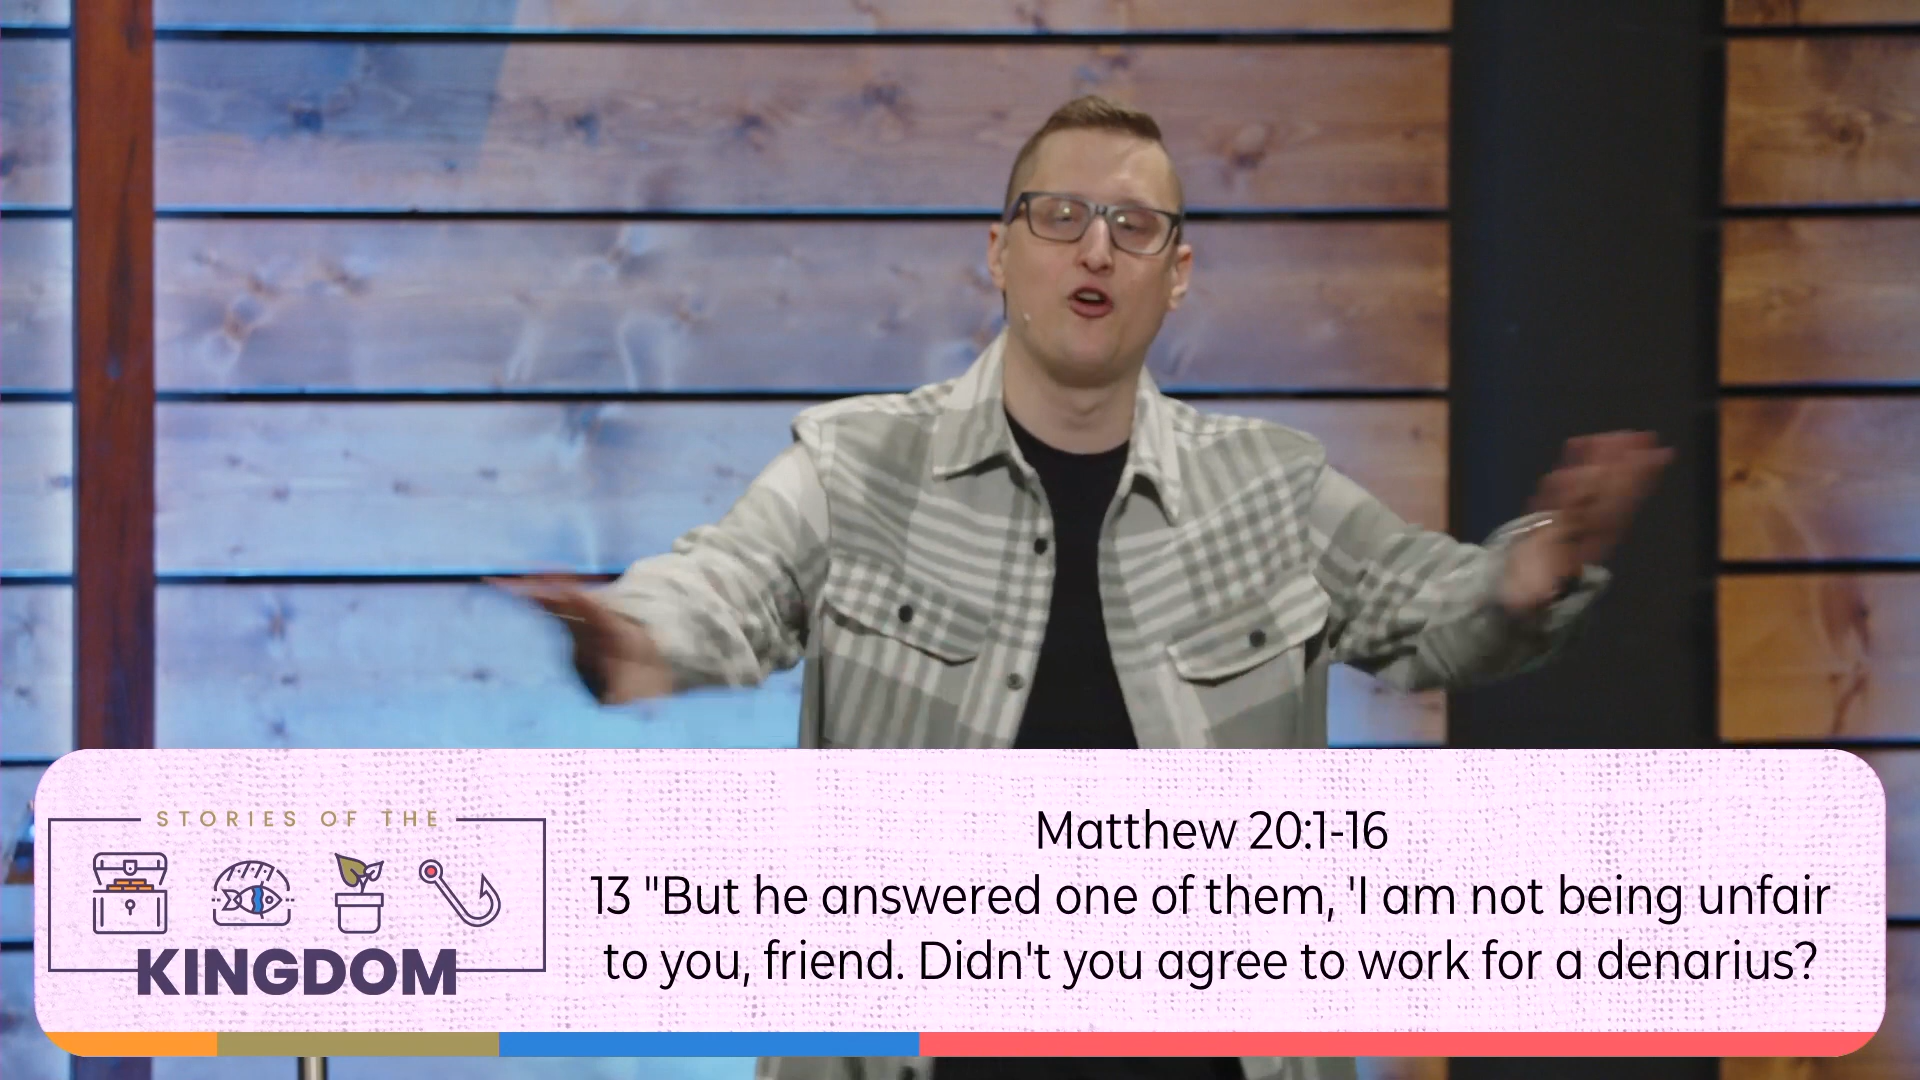 STORIES OF THE
KINGDOM
Matthew 20:1-16
13 "But he answered one of them, 'I am not being unfair
to you, friend. Didn't you agree to work for a denarius?